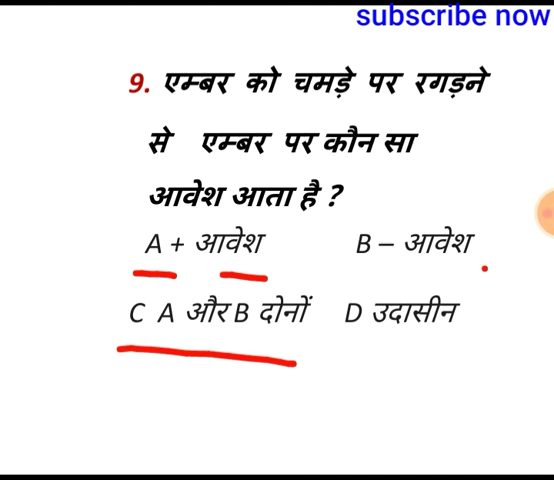 subscribe now
9. एम्बर को चमड़े पर रगड़ने
से एम्बर पर कौन सा
आवेश आता है ?
A + आवेश B – आवेश
C A और B दोनों D उदासीन